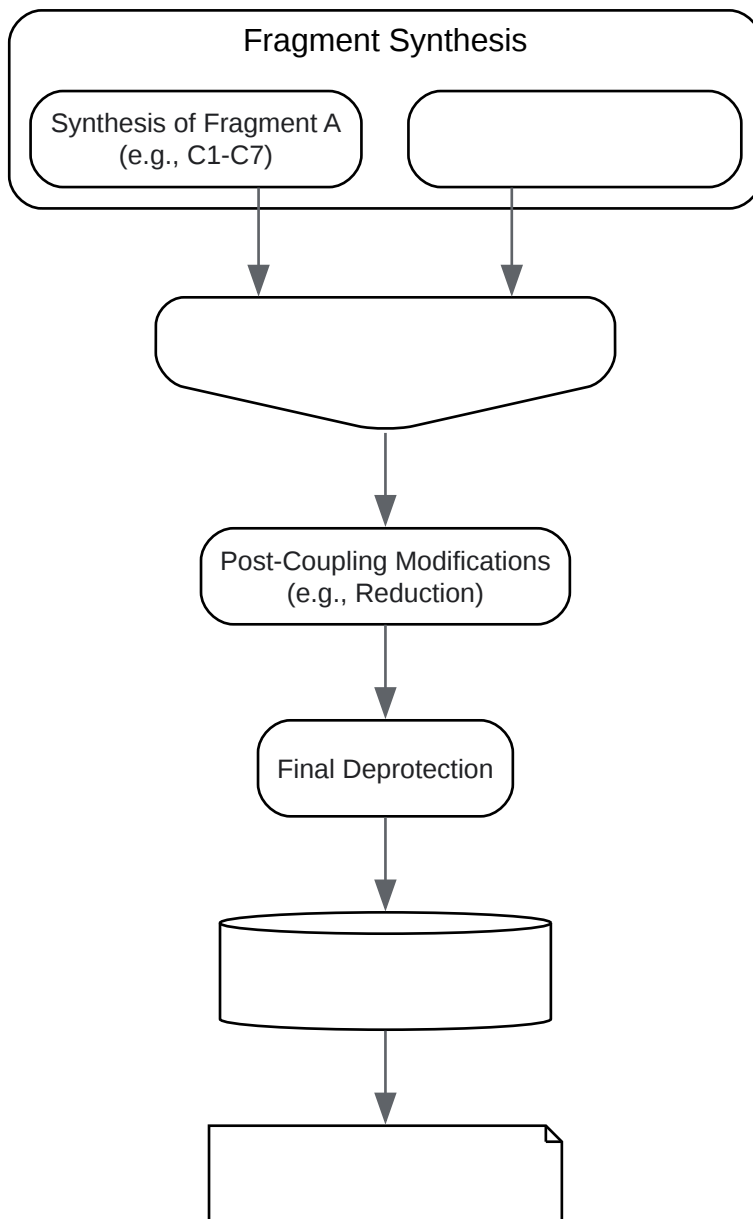 Fragment Synthesis
Synthesis of Fragment A
(e.g., C1-C7)
Post-Coupling Modifications
(e.g., Reduction)
Final Deprotection